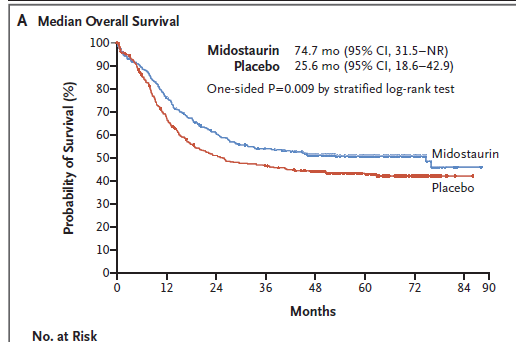 A Median Overall Survival
Midostaurin 74.7 mo (95% CI, 31.5–NR)
Placebo 25.6 mo (95% CI, 18.6–42.9)
One-sided P=0.009 by stratified log-rank test
Probability of Survival (%)
100
90
80
70
60
50
40
30
20
10
0
Midostaurin
Placebo
0 12 24 36 48 60 72 84 90
Months
No. at Risk